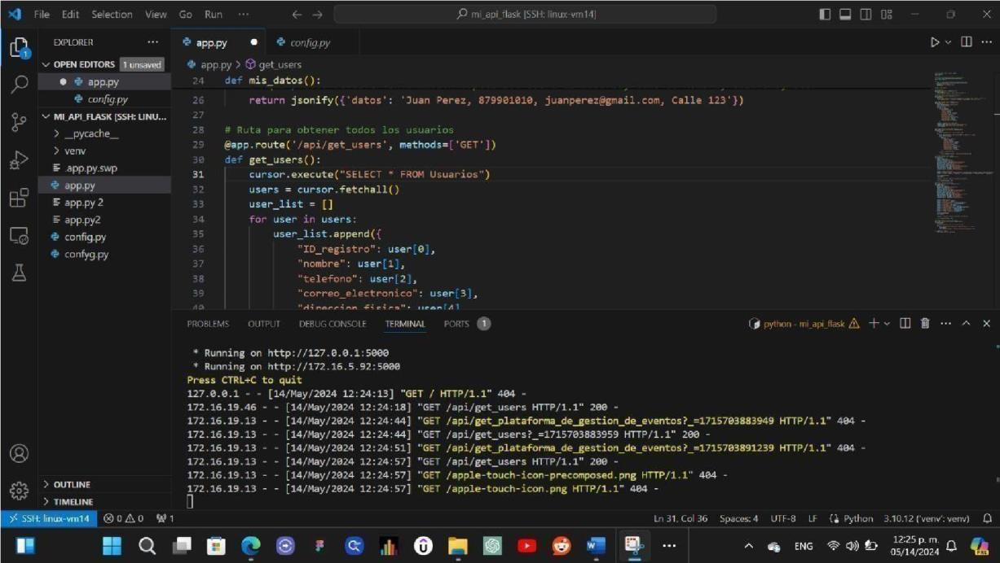 File Edit Selection View Go Run ··· mi_api_flask [SSH: linux-vm14]
EXPLORER ···
OPEN EDITORS 1 unsaved
app.py
config.py
MI_API_FLASK [SSH: LINU...
__pycache__
venv
.app.py.swp
app.py
app.py 2
app.py2
config.py
confyg.py
OUTLINE
TIMELINE
app.py config.py
app.py > get_users
24 def mis_datos():
26 return jsonify({'datos': 'Juan Perez, 879901010, juanperez@gmail.com, Calle 123'})
27
28 # Ruta para obtener todos los usuarios
29 @app.route('/api/get_users', methods=['GET'])
30 def get_users():
31 cursor.execute("SELECT * FROM Usuarios")
32 users = cursor.fetchall()
33 user_list = []
34 for user in users:
35 user_list.append({
36 "ID_registro": user[0],
37 "nombre": user[1],
38 "telefono": user[2],
39 "correo_electronico": user[3],
40 "direccion_fisica": user[4]
PROBLEMS OUTPUT DEBUG CONSOLE TERMINAL PORTS 1 python - mi_api_flask
* Running on http://127.0.0.1:5000
* Running on http://172.16.5.92:5000
Press CTRL+C to quit
127.0.0.1 - - [14/May/2024 12:24:13] "GET / HTTP/1.1" 404 -
172.16.19.46 - - [14/May/2024 12:24:18] "GET /api/get_users HTTP/1.1" 200 -
172.16.19.13 - - [14/May/2024 12:24:44] "GET /api/get_plataforma_de_gestion_de_eventos?_=1715703883949 HTTP/1.1" 404 -
172.16.19.13 - - [14/May/2024 12:24:44] "GET /api/get_users?_=1715703883959 HTTP/1.1" 200 -
172.16.19.13 - - [14/May/2024 12:24:51] "GET /api/get_plataforma_de_gestion_de_eventos?_=1715703891239 HTTP/1.1" 404 -
172.16.19.13 - - [14/May/2024 12:24:57] "GET /api/get_users HTTP/1.1" 200 -
172.16.19.13 - - [14/May/2024 12:24:57] "GET /apple-touch-icon-precomposed.png HTTP/1.1" 404 -
172.16.19.13 - - [14/May/2024 12:24:57] "GET /apple-touch-icon.png HTTP/1.1" 404 -
SSH: linux-vm14 0 0 1 Ln 31, Col 36 Spaces: 4 UTF-8 LF Python 3.10.12 ('venv': venv)
ENG 12:25 p. m.
05/14/2024